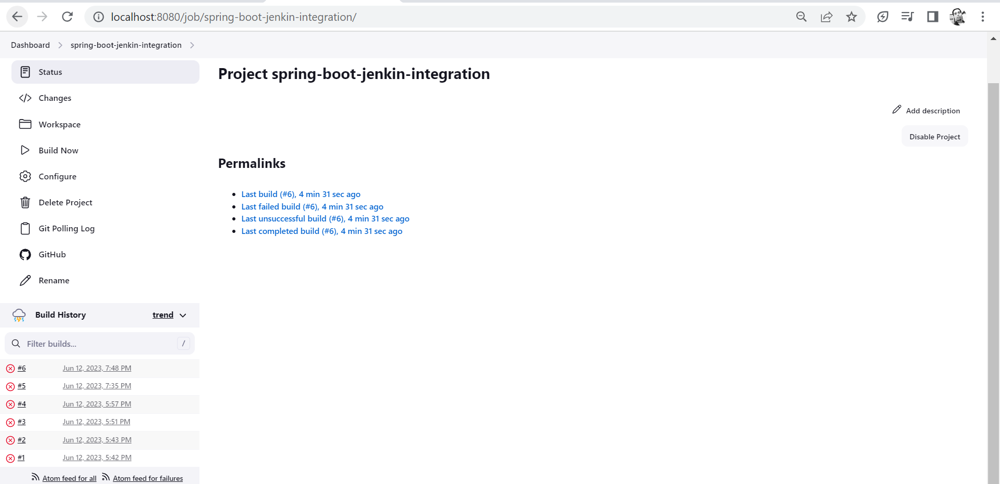 localhost:8080/job/spring-boot-jenkin-integration/
Dashboard
spring-boot-jenkin-integration
Status
Changes
Workspace
Build Now
Configure
Delete Project
Git Polling Log
GitHub
Rename
Build History
trend
Filter builds...
/
#6 Jun 12, 2023, 7:48 PM
#5 Jun 12, 2023, 7:35 PM
#4 Jun 12, 2023, 5:57 PM
#3 Jun 12, 2023, 5:51 PM
#2 Jun 12, 2023, 5:43 PM
#1 Jun 12, 2023, 5:42 PM
Atom feed for all Atom feed for failures
Project spring-boot-jenkin-integration
Add description
Disable Project
Permalinks
Last build (#6), 4 min 31 sec ago
Last failed build (#6), 4 min 31 sec ago
Last unsuccessful build (#6), 4 min 31 sec ago
Last completed build (#6), 4 min 31 sec ago